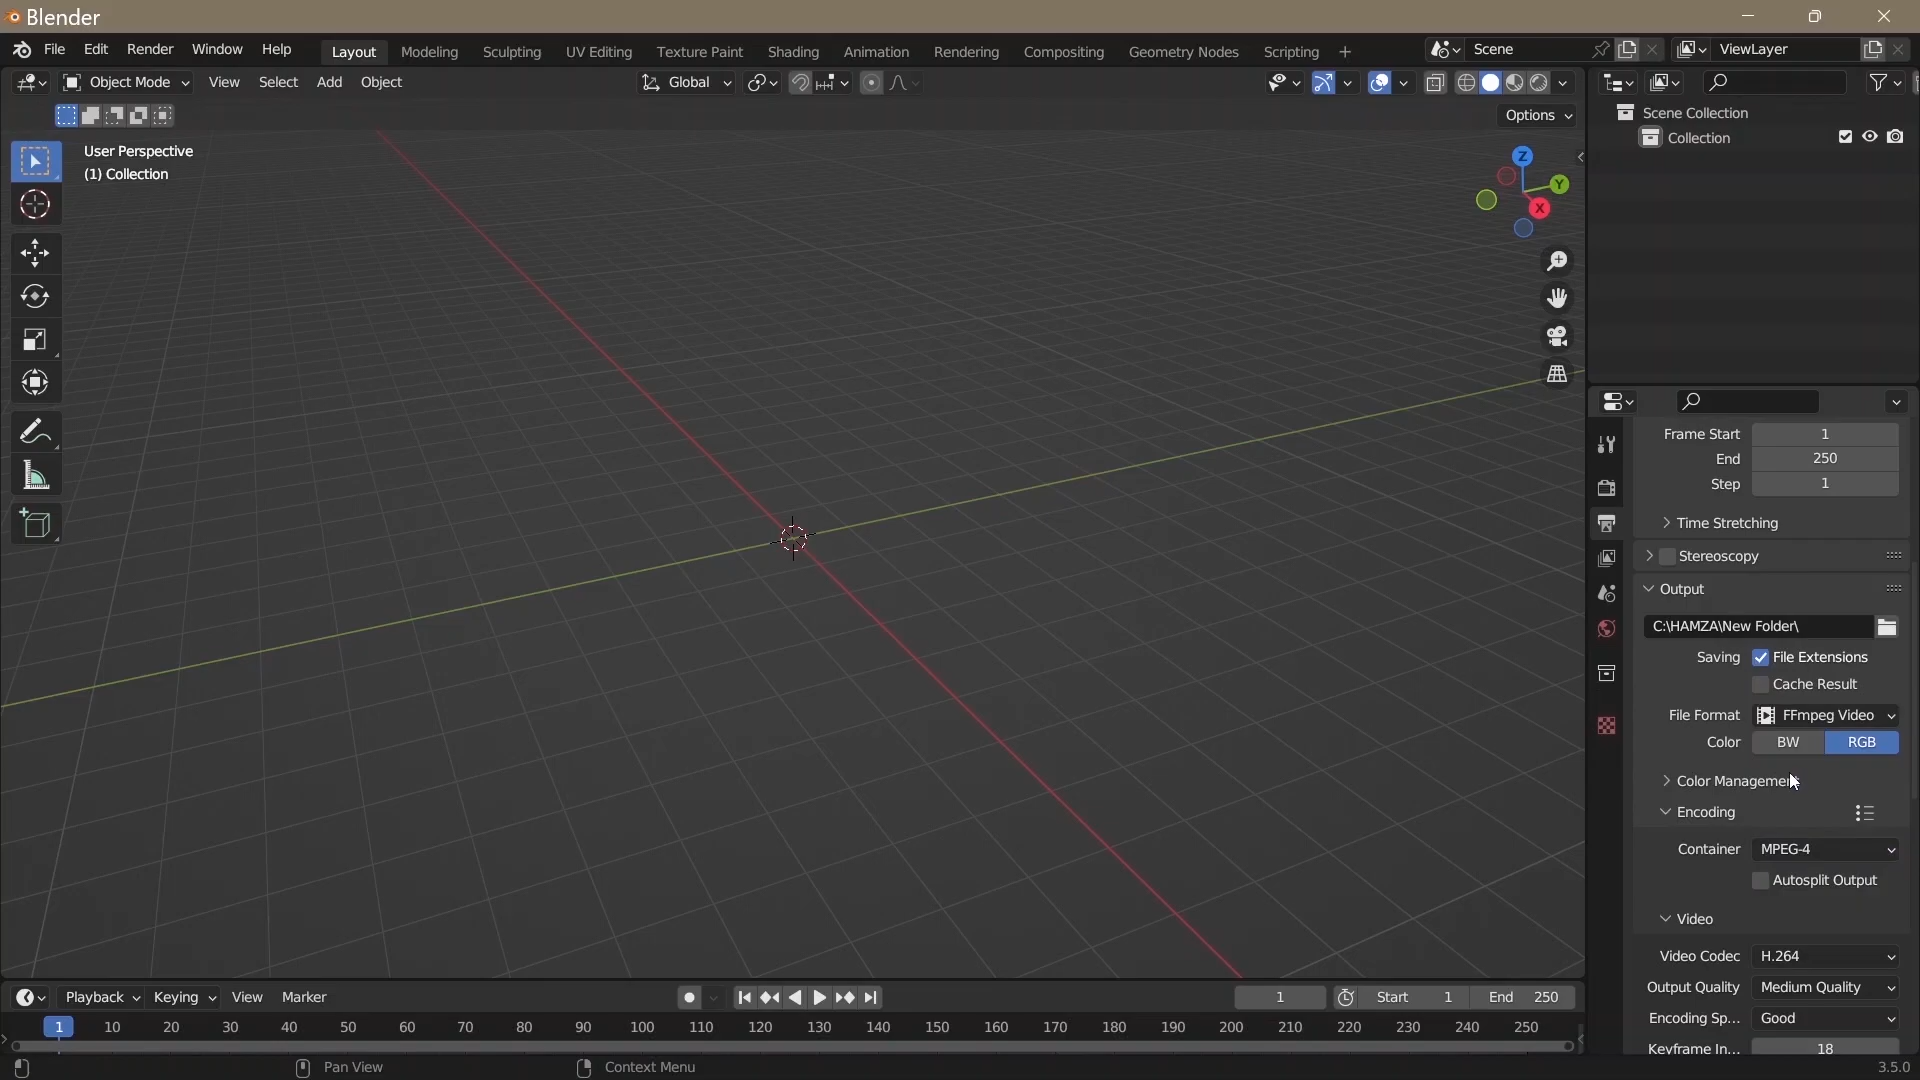 Blender
File Edit Render Window Help Layout Modeling Sculpting UV Editing Texture Paint Shading Animation Rendering Compositing Geometry Nodes Scripting + Scene ViewLayer
Object Mode View Select Add Object Global
Options
User Perspective
(1) Collection
Z
Y
X
Scene Collection
Collection
Frame Start 1
End 250
Step 1
Time Stretching
Stereoscopy
Output
C:\HAMZA\New Folder\
Saving File Extensions
Cache Result
File Format FFmpeg Video
Color BW RGB
Color Management
Encoding
Container MPEG-4
Autosplit Output
Video
Video Codec H.264
Output Quality Medium Quality
Encoding Sp... Good
Keyframe In... 18
Playback Keying View Marker 1 Start 1 End 250
1 10 20 30 40 50 60 70 80 90 100 110 120 130 140 150 160 170 180 190 200 210 220 230 240 250
Pan View Context Menu 3.5.0